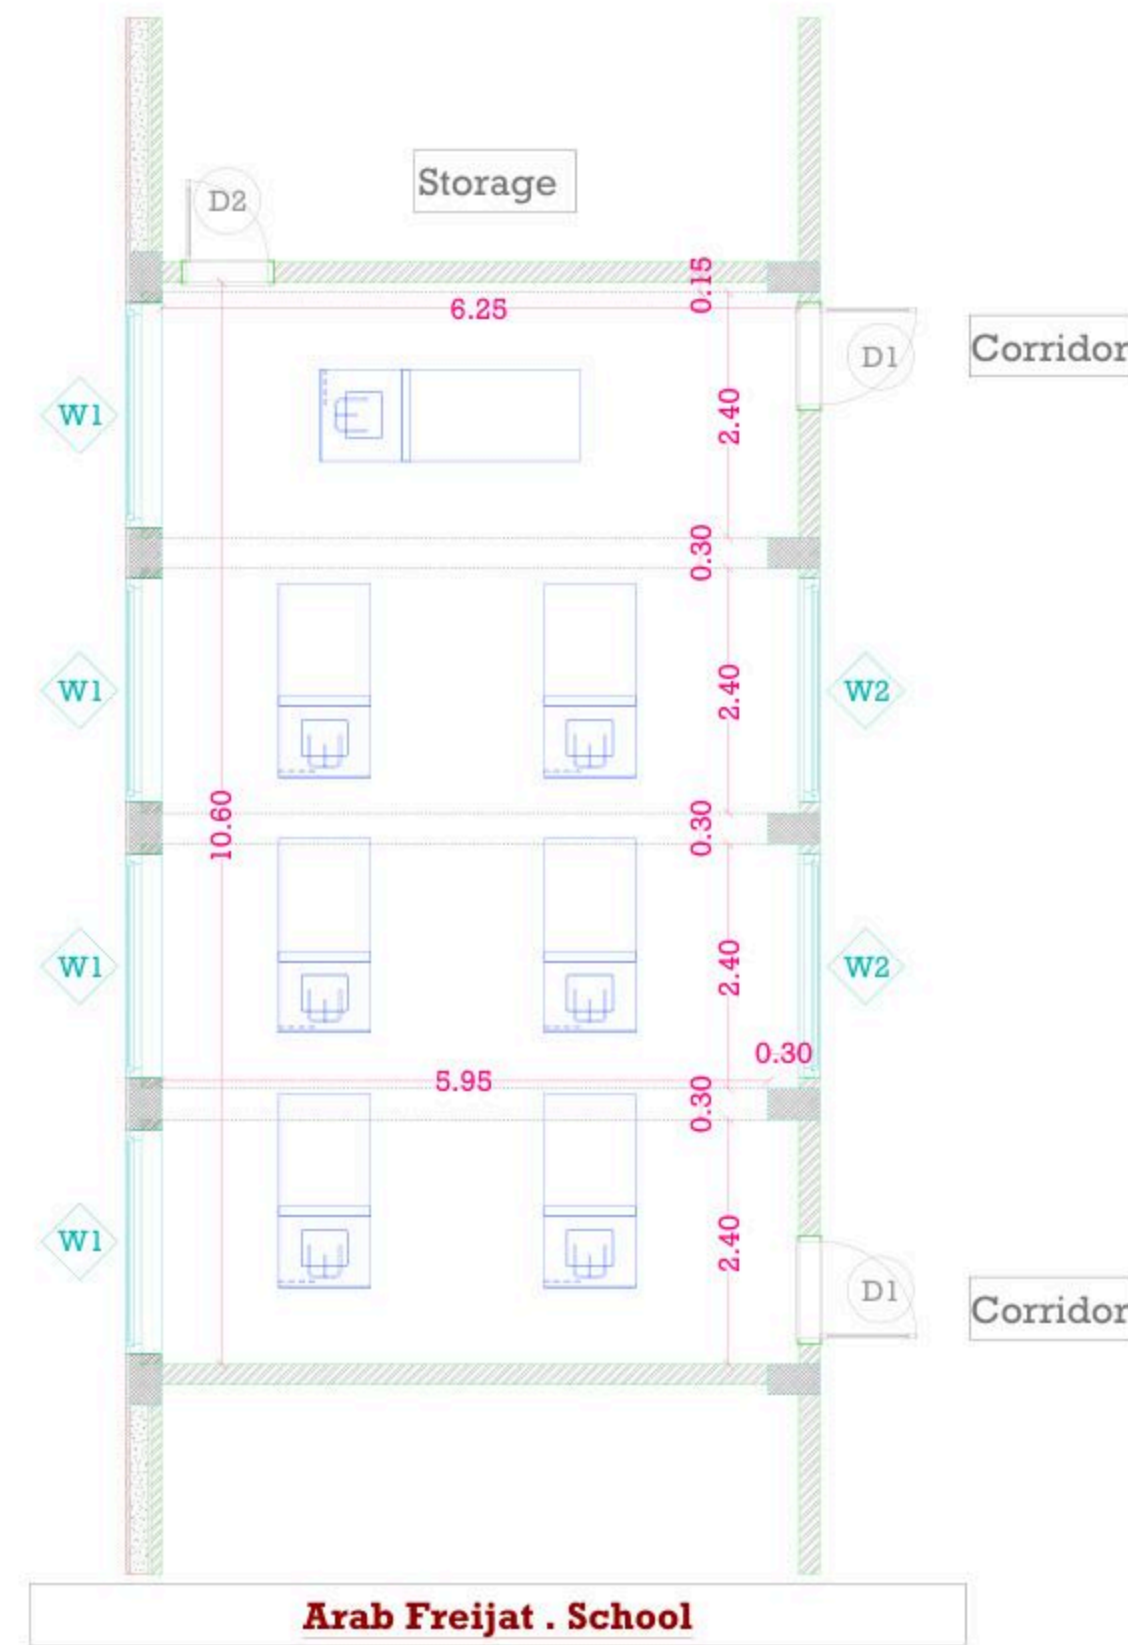 Storage
D2
0.15
6.25
D1
Corridor
W1
2.40
0.30
W1
2.40
W2
10.60
0.30
W1
2.40
W2
0.30
5.95
0.30
W1
2.40
D1
Corridor
Arab Freijat . School